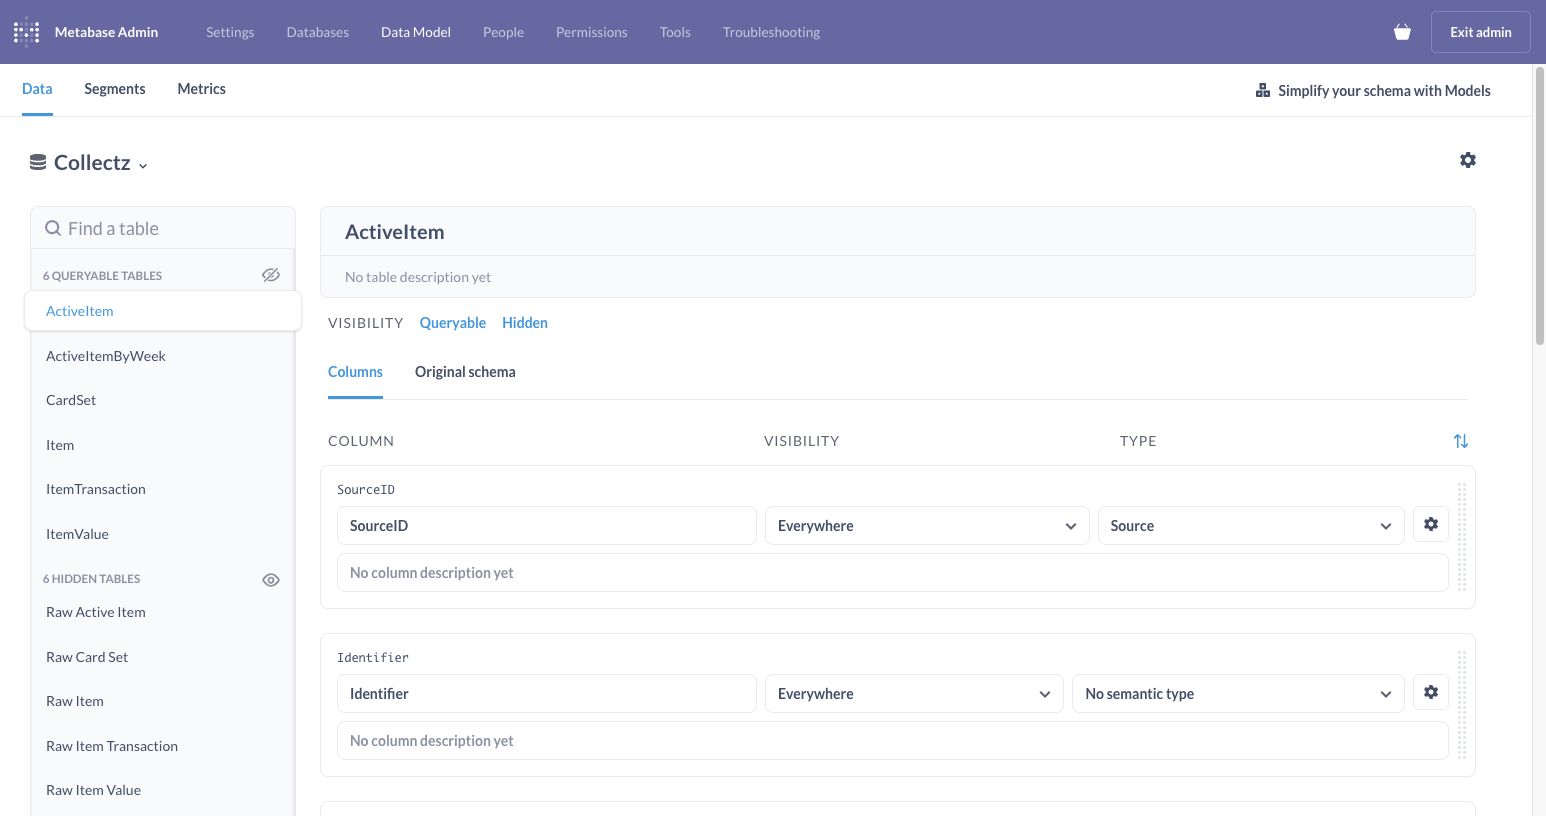 Metabase Admin Settings Databases Data Model People Permissions Tools Troubleshooting Exit admin
Data Segments Metrics Simplify your schema with Models
Collectz
Find a table
6 QUERYABLE TABLES
ActiveItem
ActiveItemByWeek
CardSet
Item
ItemTransaction
ItemValue
6 HIDDEN TABLES
Raw Active Item
Raw Card Set
Raw Item
Raw Item Transaction
Raw Item Value
ActiveItem
No table description yet
VISIBILITY Queryable Hidden
Columns Original schema
COLUMN VISIBILITY TYPE
SourceID
SourceID Everywhere Source
No column description yet
Identifier
Identifier Everywhere No semantic type
No column description yet